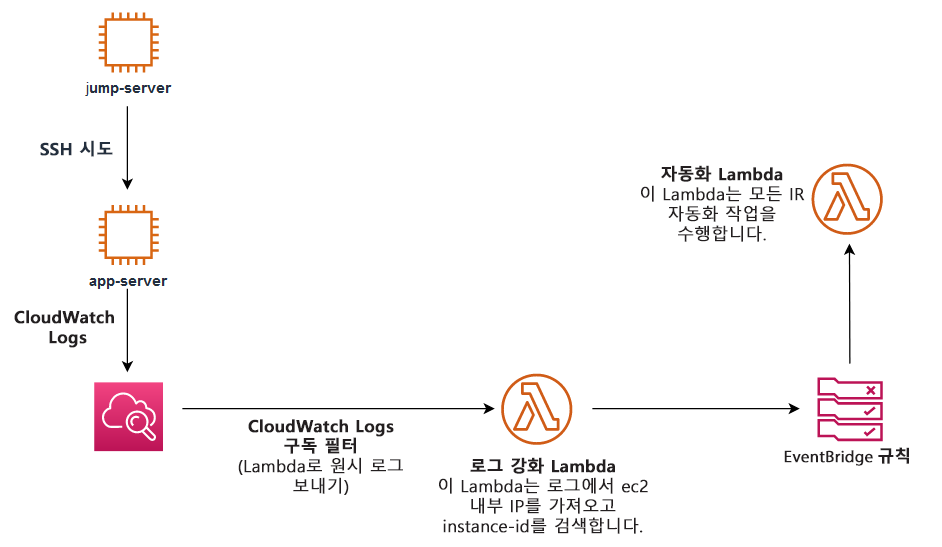 jump-server
SSH 시도
app-server
CloudWatch
Logs
CloudWatch Logs
구독 필터
(Lambda로 원시 로그
보내기)
로그 강화 Lambda
이 Lambda는 로그에서 ec2
내부 IP를 가져오고
instance-id를 검색합니다.
EventBridge 규칙
자동화 Lambda
이 Lambda는 모든 IR
자동화 작업을
수행합니다.